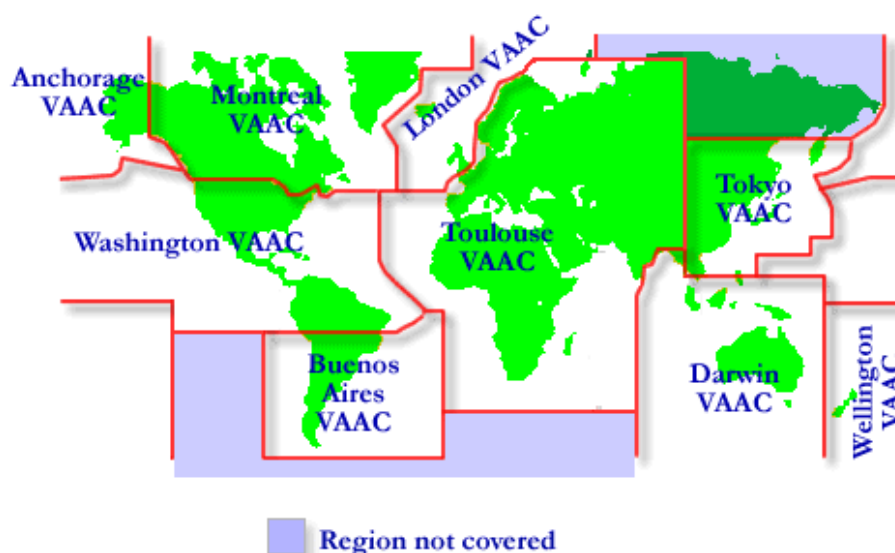 Anchorage
VAAC
Montreal
VAAC
London VAAC
Washington VAAC
Toulouse
VAAC
Tokyo
VAAC
Buenos
Aires
VAAC
Darwin
VAAC
Wellington
VAAC
Region not covered